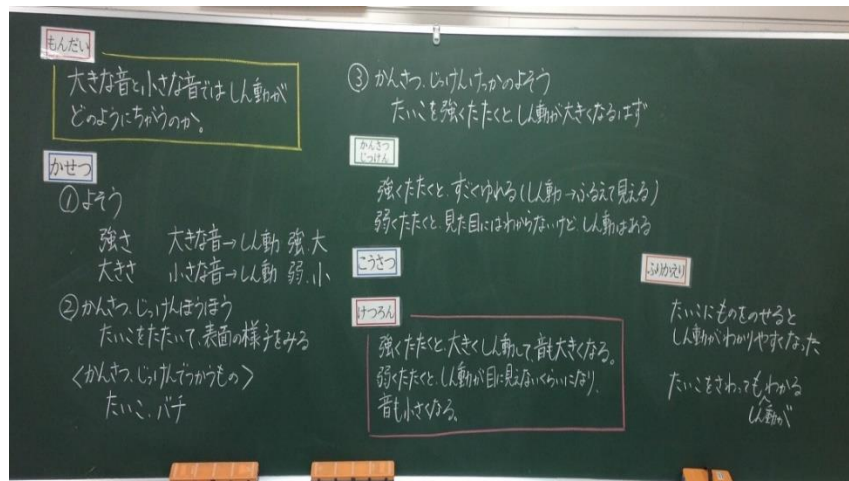 もんだい
大きな音と小さな音ではしん動が
どのようにちがうのか。
かせつ
①よそう
強さ 大きな音→しん動 強、大
大きさ 小さな音→しん動 弱、小
②かんさつ、じっけんほうほう
たいこをたたいて、表面の様子をみる
〈かんさつ、じっけんでつかうもの〉
たいこ、バチ
③かんさつ、じっけんけっかのよそう
たいこを強くたたくと、しん動が大きくなるはず
かんさつ
じっけん
強くたたくと、すごくゆれる(しん動→ふるえて見える)
弱くたたくと、見た目にはわからないけど、しん動はある
こうさつ
けつろん
強くたたくと、大きくしん動して、音も大きくなる。
弱くたたくと、しん動が目に見えないくらいになり、
音も小さくなる。
ふりかえり
たいこにものをのせると
しん動がわかりやすくなった
たいこをさわってもわかる
しん動が